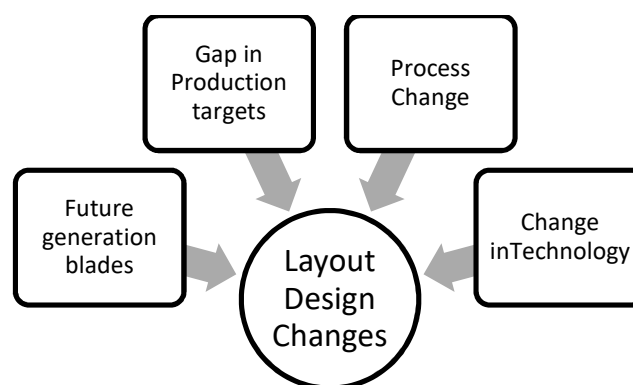 Gap in
Production
targets
Process
Change
Future
generation
blades
Change
inTechnology
Layout
Design
Changes